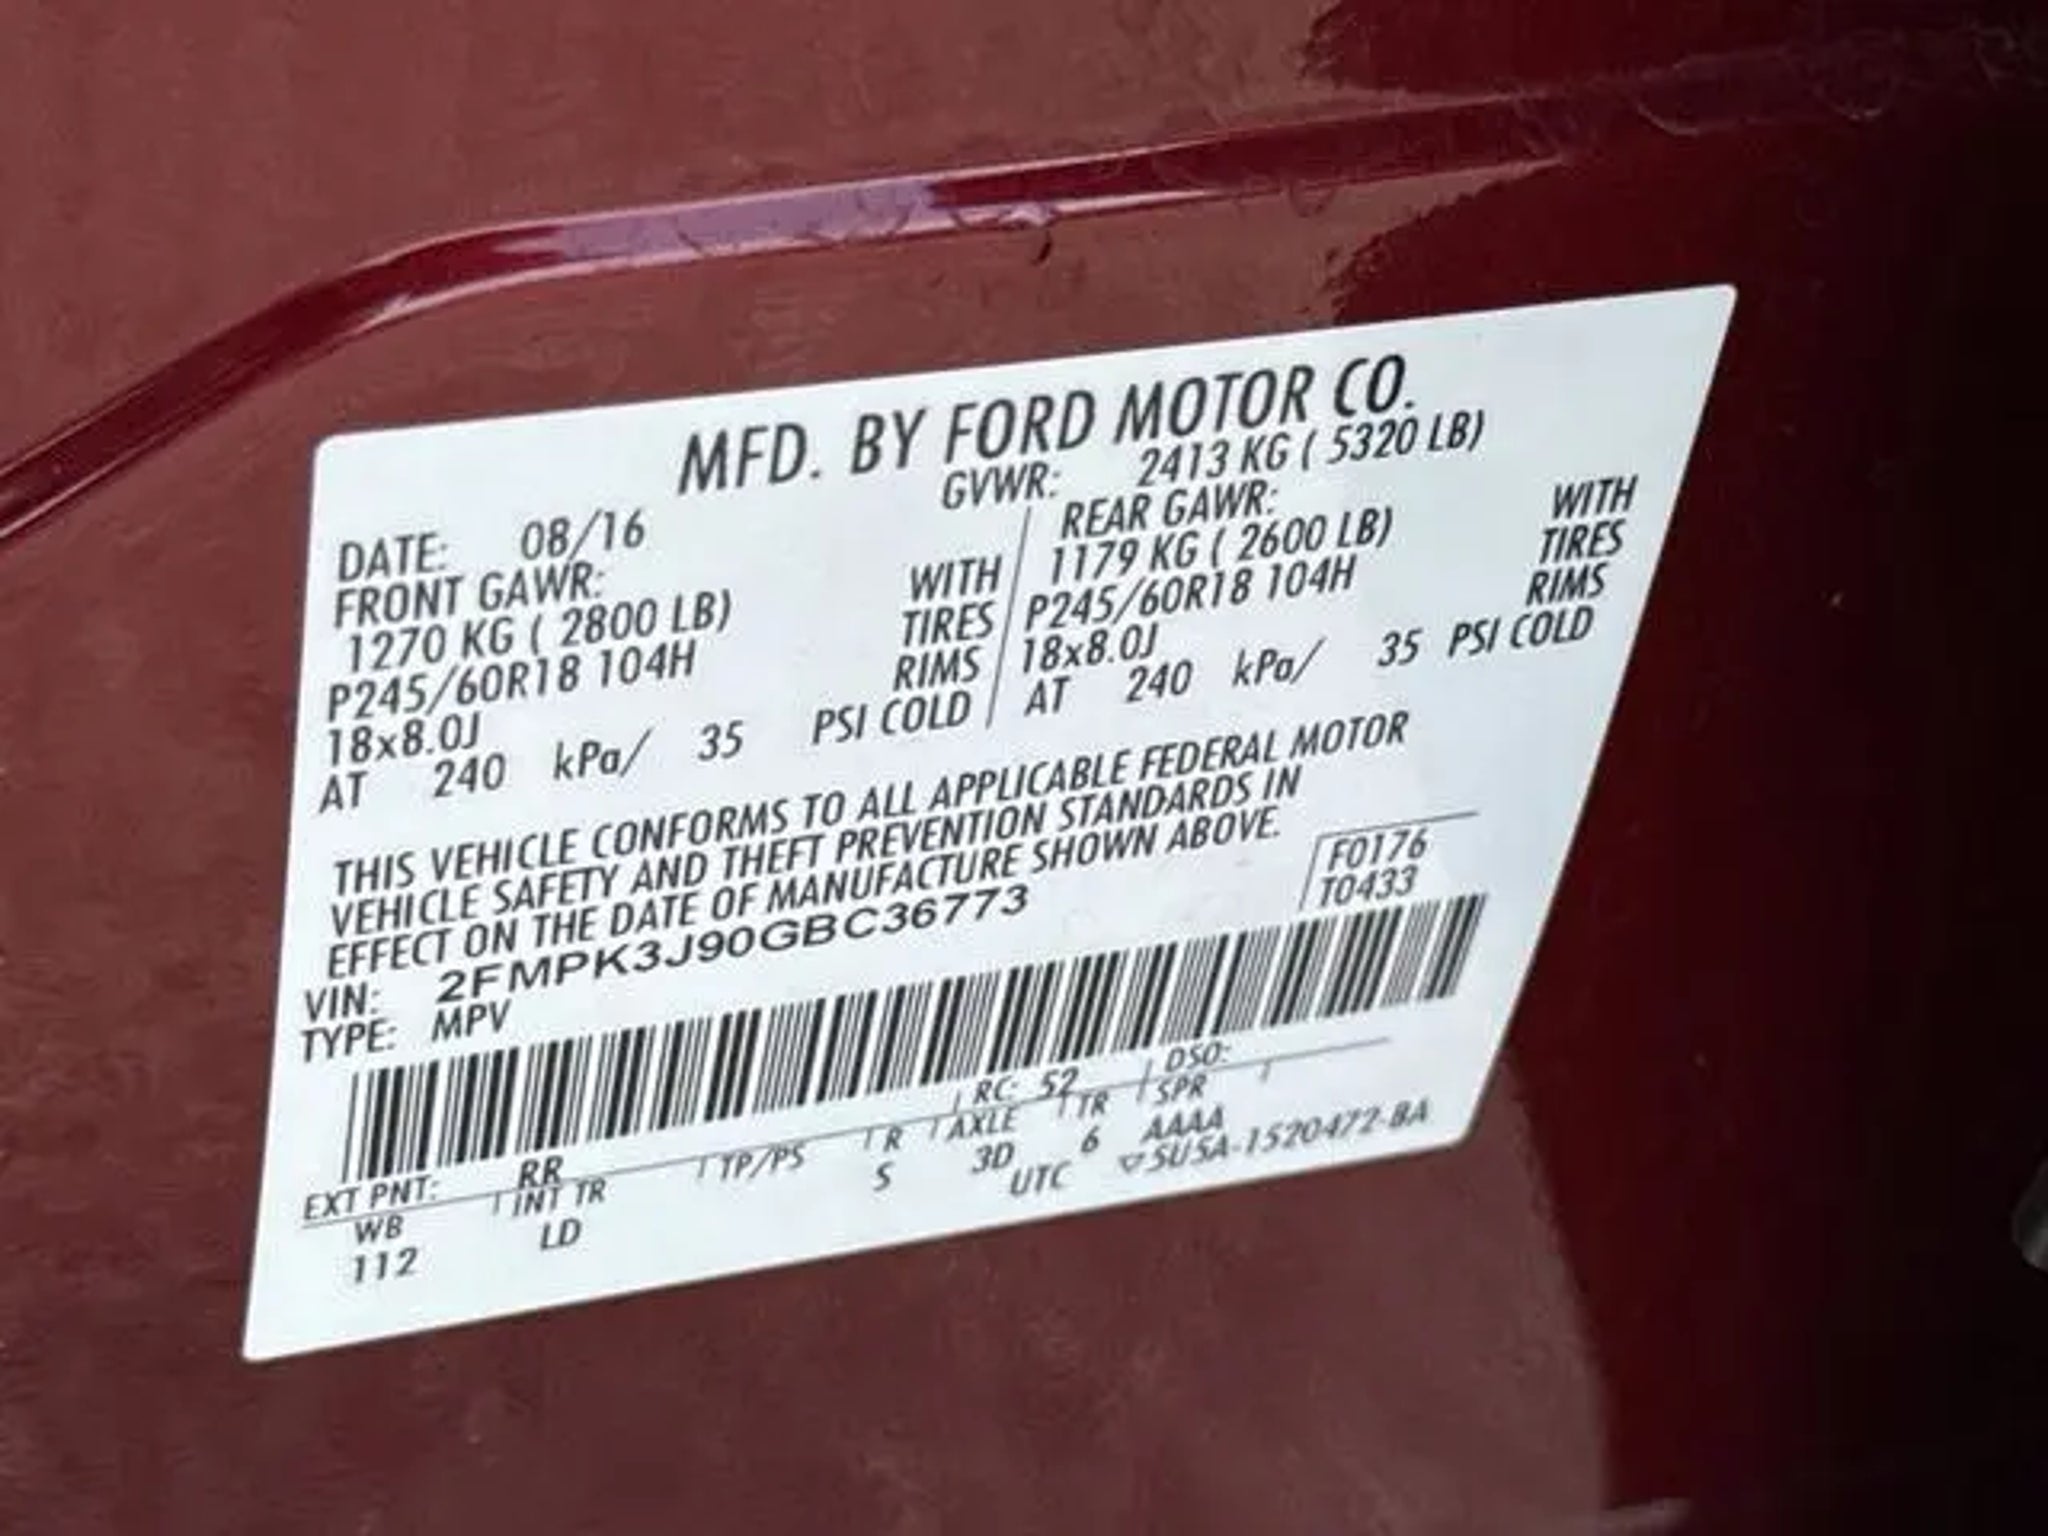 MFD. BY FORD MOTOR CO.
DATE: 08/16
GVWR: 2413 KG ( 5320 LB)
FRONT GAWR:
1270 KG ( 2800 LB) WITH
P245/60R18 104H TIRES
18x8.0J RIMS
AT 240 kPa/ 35 PSI COLD
REAR GAWR:
1179 KG ( 2600 LB) WITH
P245/60R18 104H TIRES
18x8.0J RIMS
AT 240 kPa/ 35 PSI COLD
THIS VEHICLE CONFORMS TO ALL APPLICABLE FEDERAL MOTOR
VEHICLE SAFETY AND THEFT PREVENTION STANDARDS IN
EFFECT ON THE DATE OF MANUFACTURE SHOWN ABOVE.
F0176
T0433
VIN: 2FMPK3J90GBC36773
TYPE: MPV
EXT PNT: RR RC: 52 DSO:
WB INT TR TP/PS R AXLE TR SPR
112 LD S 3D 6 AAAA
UTC ▽5U5A-1520472-BA